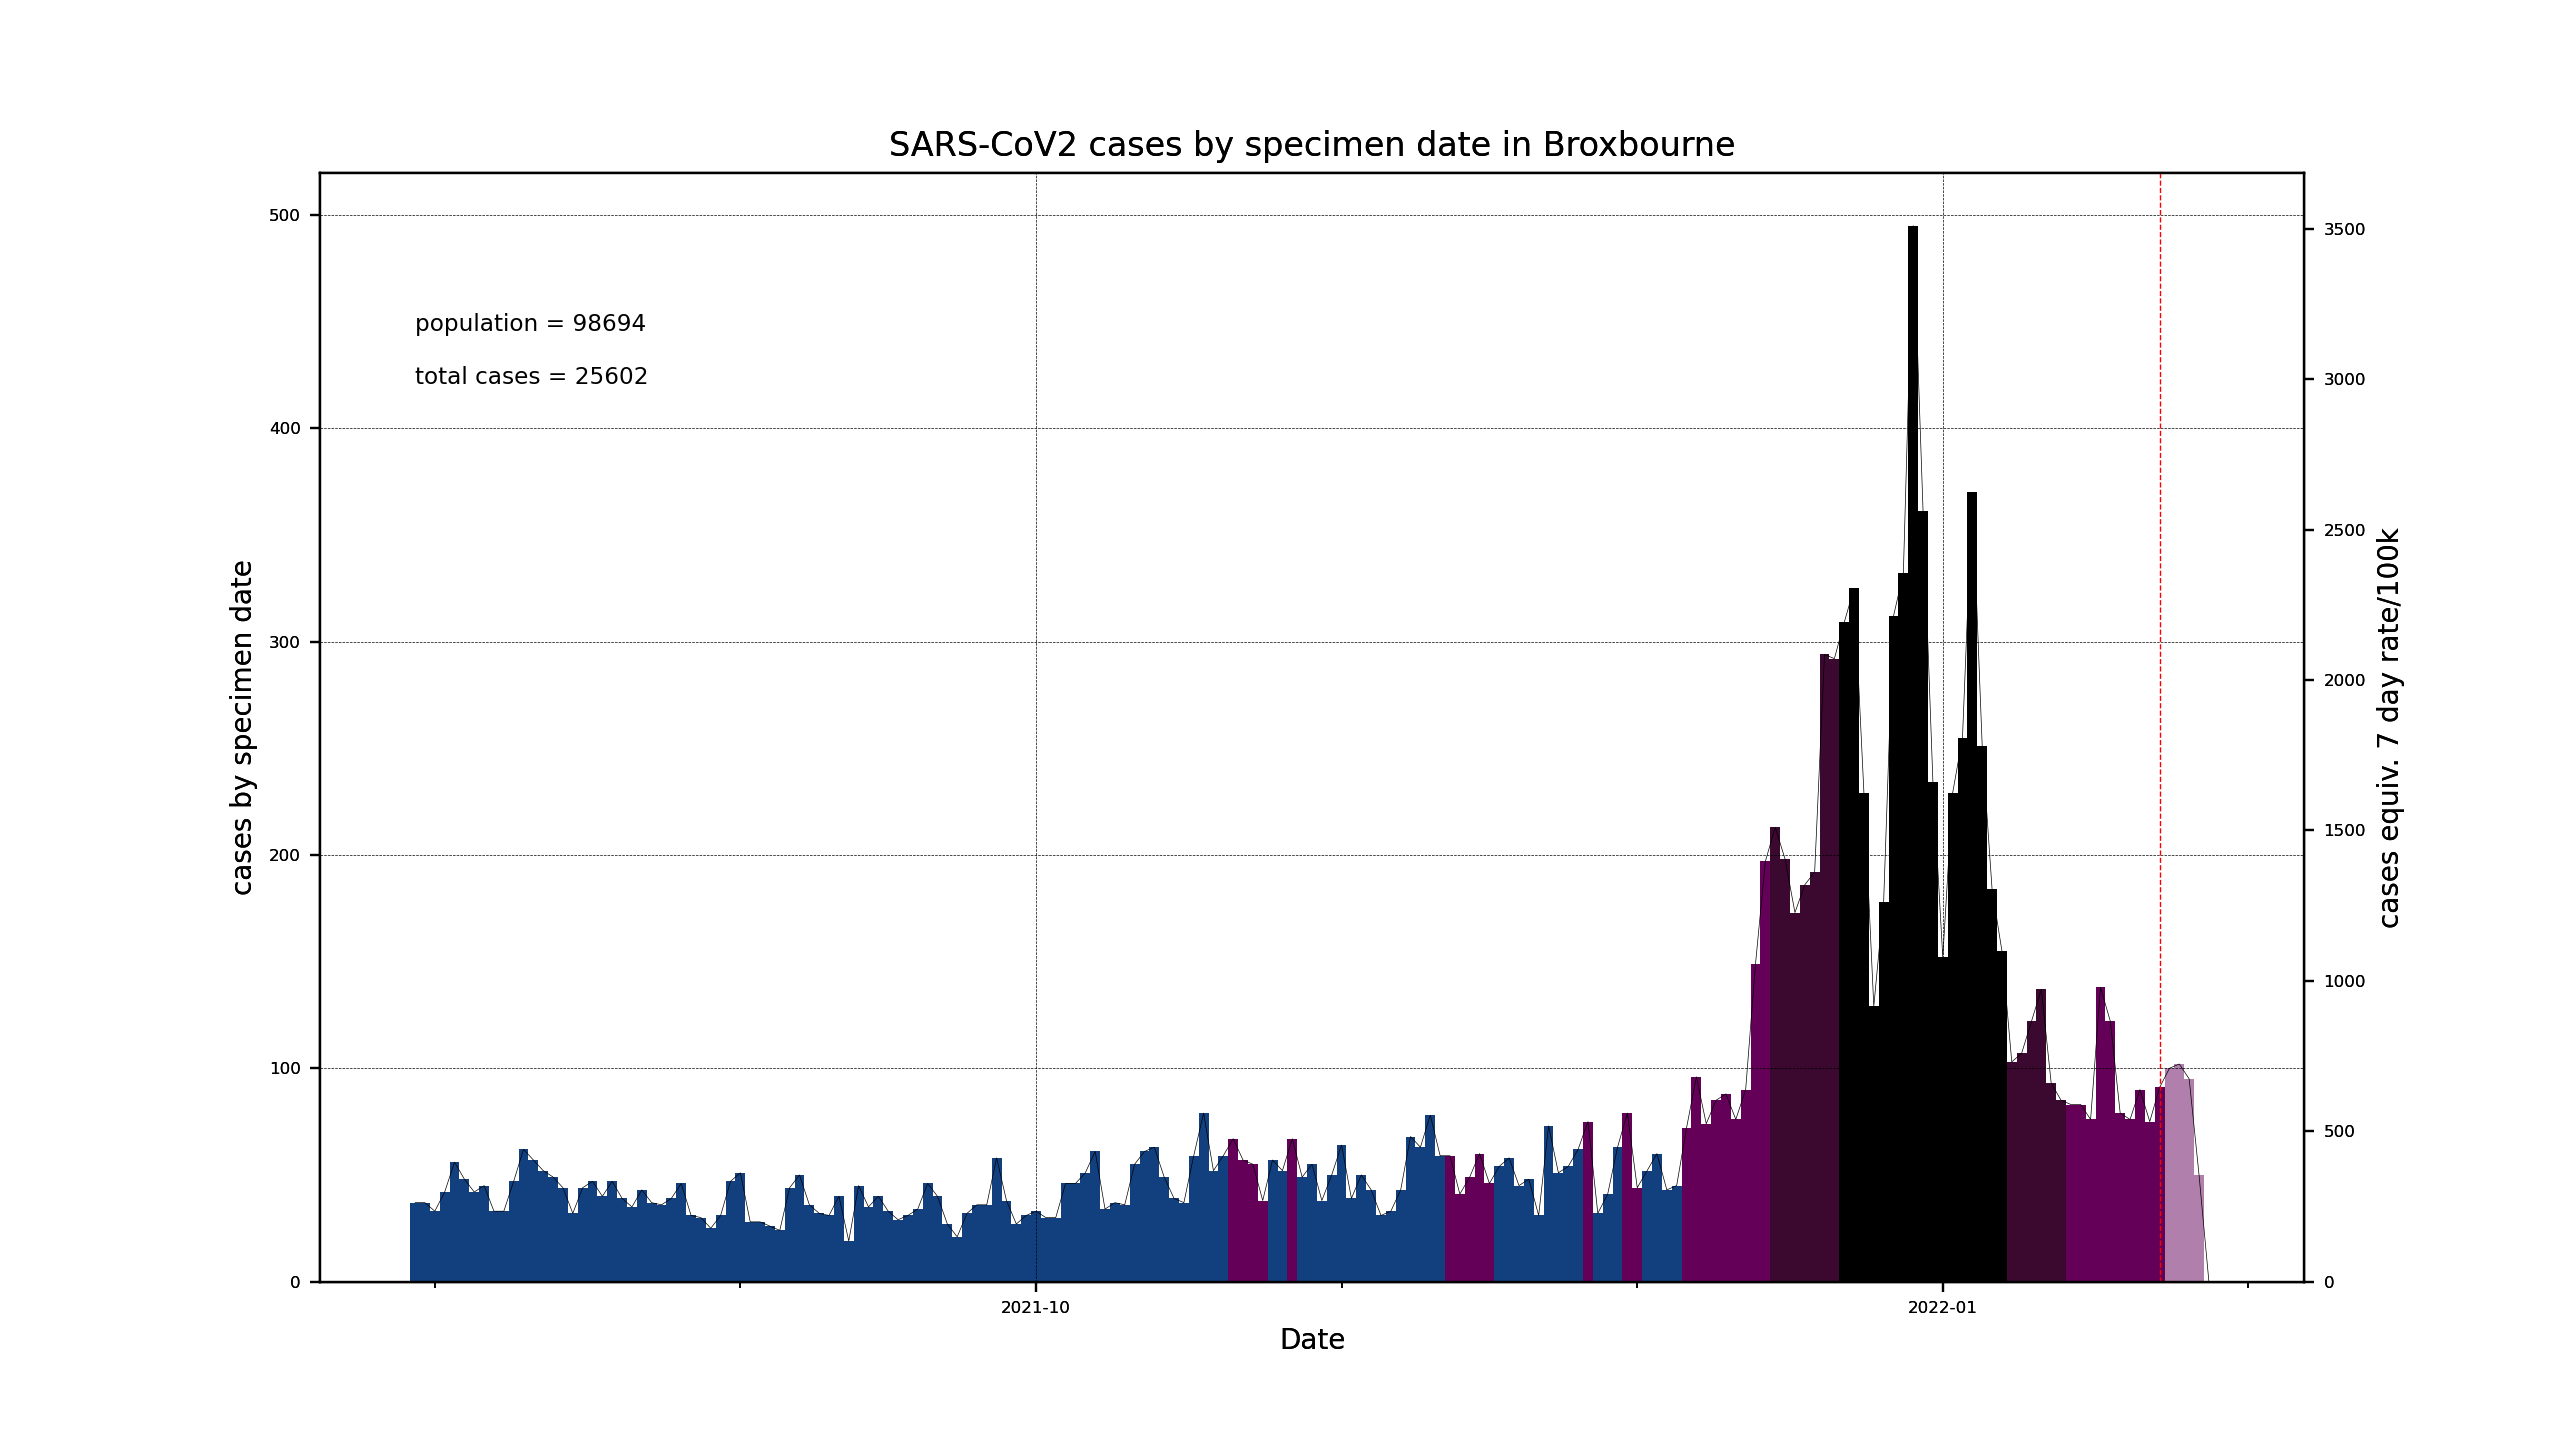 SARS-CoV2 cases by specimen date in Broxbourne
population = 98694
total cases = 25602
cases by specimen date
500
400
300
200
100
0
3500
3000
2500
2000
1500
1000
500
0
cases equiv. 7 day rate/100k
2021-10
2022-01
Date